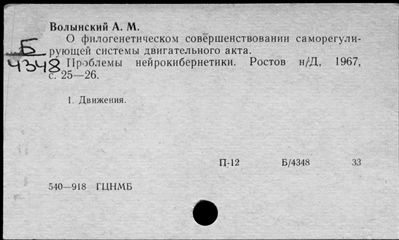 Волынский А. М.
О филогенетическом совершенствовании саморегули-
рующей системы двигательного акта.
Б
4348
Проблемы нейрокибернетики. Ростов н/Д, 1967,
с. 25—26.
1. Движения.
П-12 Б/4348 33
540—918 ГЦНМБ